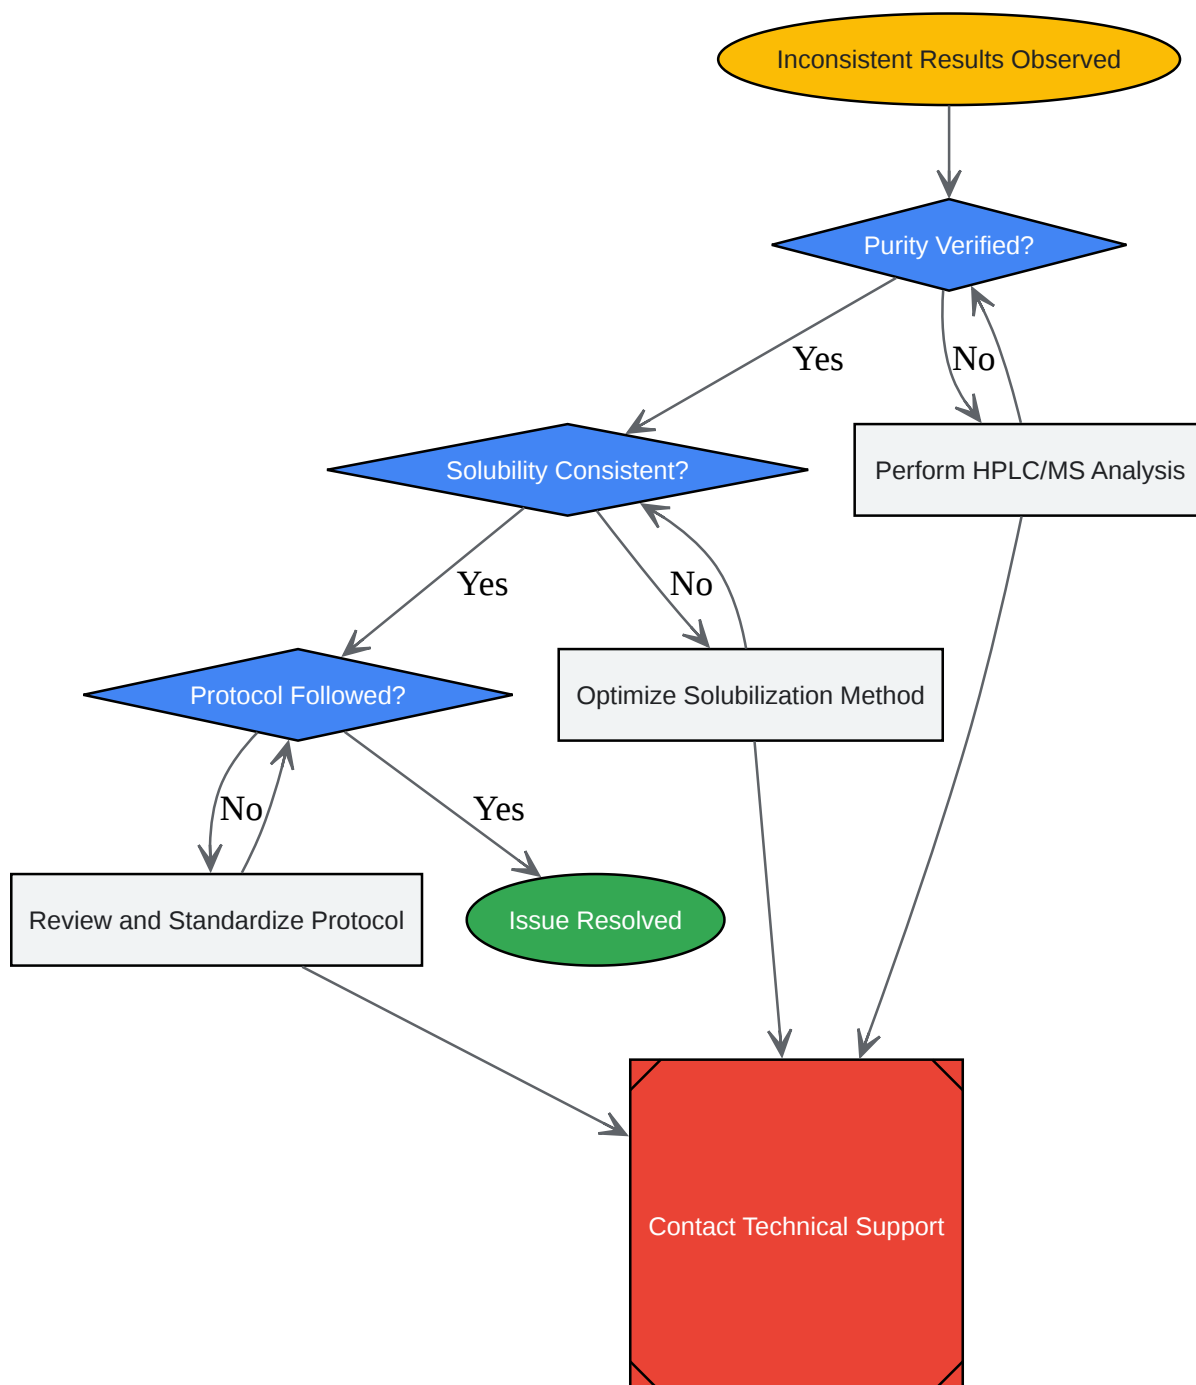 Inconsistent Results Observed
Purity Verified?
Yes
No
Solubility Consistent?
Perform HPLC/MS Analysis
Yes
No
Protocol Followed?
Optimize Solubilization Method
No
Yes
Review and Standardize Protocol
Issue Resolved
Contact Technical Support